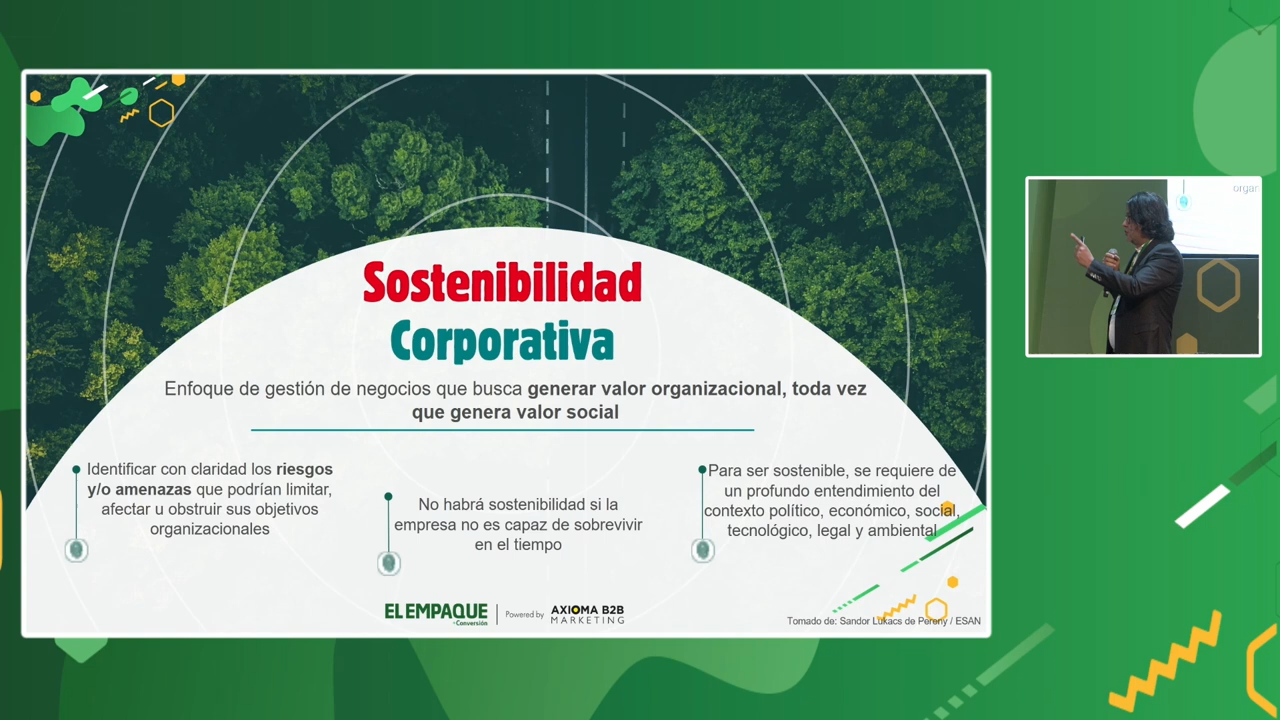 Sostenibilidad
Corporativa
Enfoque de gestión de negocios que busca generar valor organizacional, toda vez
que genera valor social
Identificar con claridad los riesgos
y/o amenazas que podrían limitar,
afectar u obstruir sus objetivos
organizacionales
No habrá sostenibilidad si la
empresa no es capaz de sobrevivir
en el tiempo
Para ser sostenible, se requiere de
un profundo entendimiento del
contexto político, económico, social,
tecnológico, legal y ambiental
EL EMPAQUE
+Conversión
Powered by
AXIOMA B2B
MARKETING
Tomado de: Sandor Lukacs de Pereny / ESAN
orgar